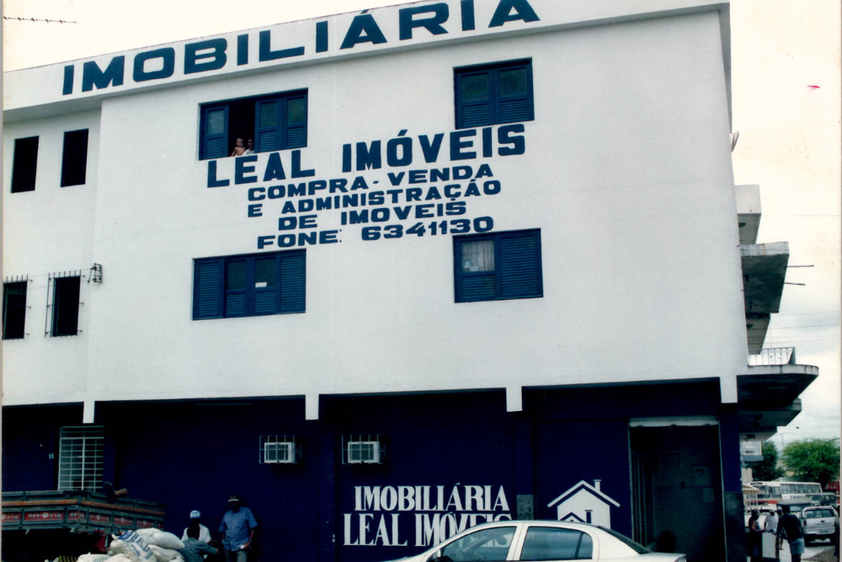 IMOBILIÁRIA
LEAL IMÓVEIS
COMPRA-VENDA
E ADMINISTRAÇÃO
DE IMOVEIS
FONE: 6341130
IMOBILIÁRIA
LEAL IMÓVEIS